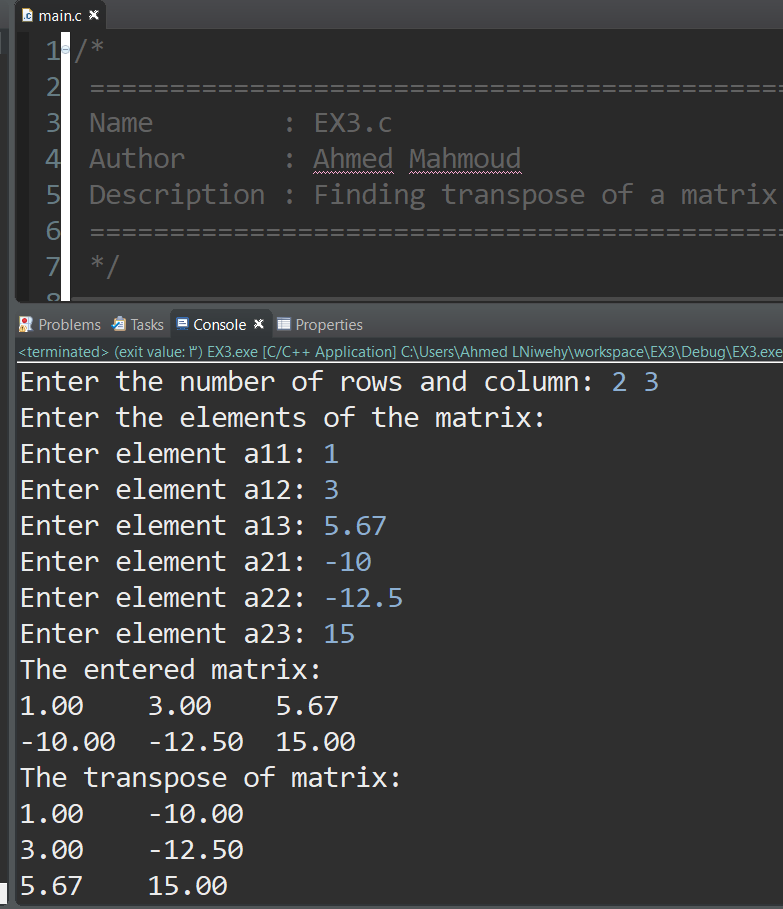 main.c
1 /*
2 ============================================
3 Name        : EX3.c
4 Author      : Ahmed Mahmoud
5 Description : Finding transpose of a matrix
6 ============================================
7 */
8
Problems Tasks Console Properties
<terminated> (exit value: ٣) EX3.exe [C/C++ Application] C:\Users\Ahmed LNiwehy\workspace\EX3\Debug\EX3.exe
Enter the number of rows and column: 2 3
Enter the elements of the matrix:
Enter element a11: 1
Enter element a12: 3
Enter element a13: 5.67
Enter element a21: -10
Enter element a22: -12.5
Enter element a23: 15
The entered matrix:
1.00    3.00    5.67
-10.00  -12.50  15.00
The transpose of matrix:
1.00    -10.00
3.00    -12.50
5.67    15.00